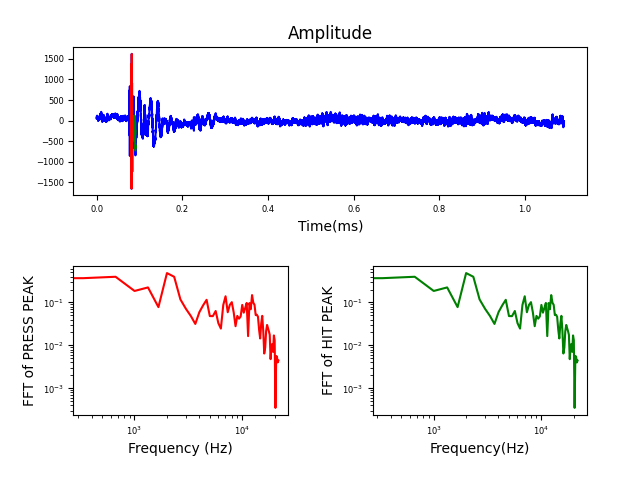 Amplitude
1500
1000
500
0
−500
−1000
−1500
0.0 0.2 0.4 0.6 0.8 1.0
Time(ms)
FFT of PRESS PEAK
10⁻¹
10⁻²
10⁻³
10³ 10⁴
Frequency (Hz)
FFT of HIT PEAK
10⁻¹
10⁻²
10⁻³
10³ 10⁴
Frequency(Hz)